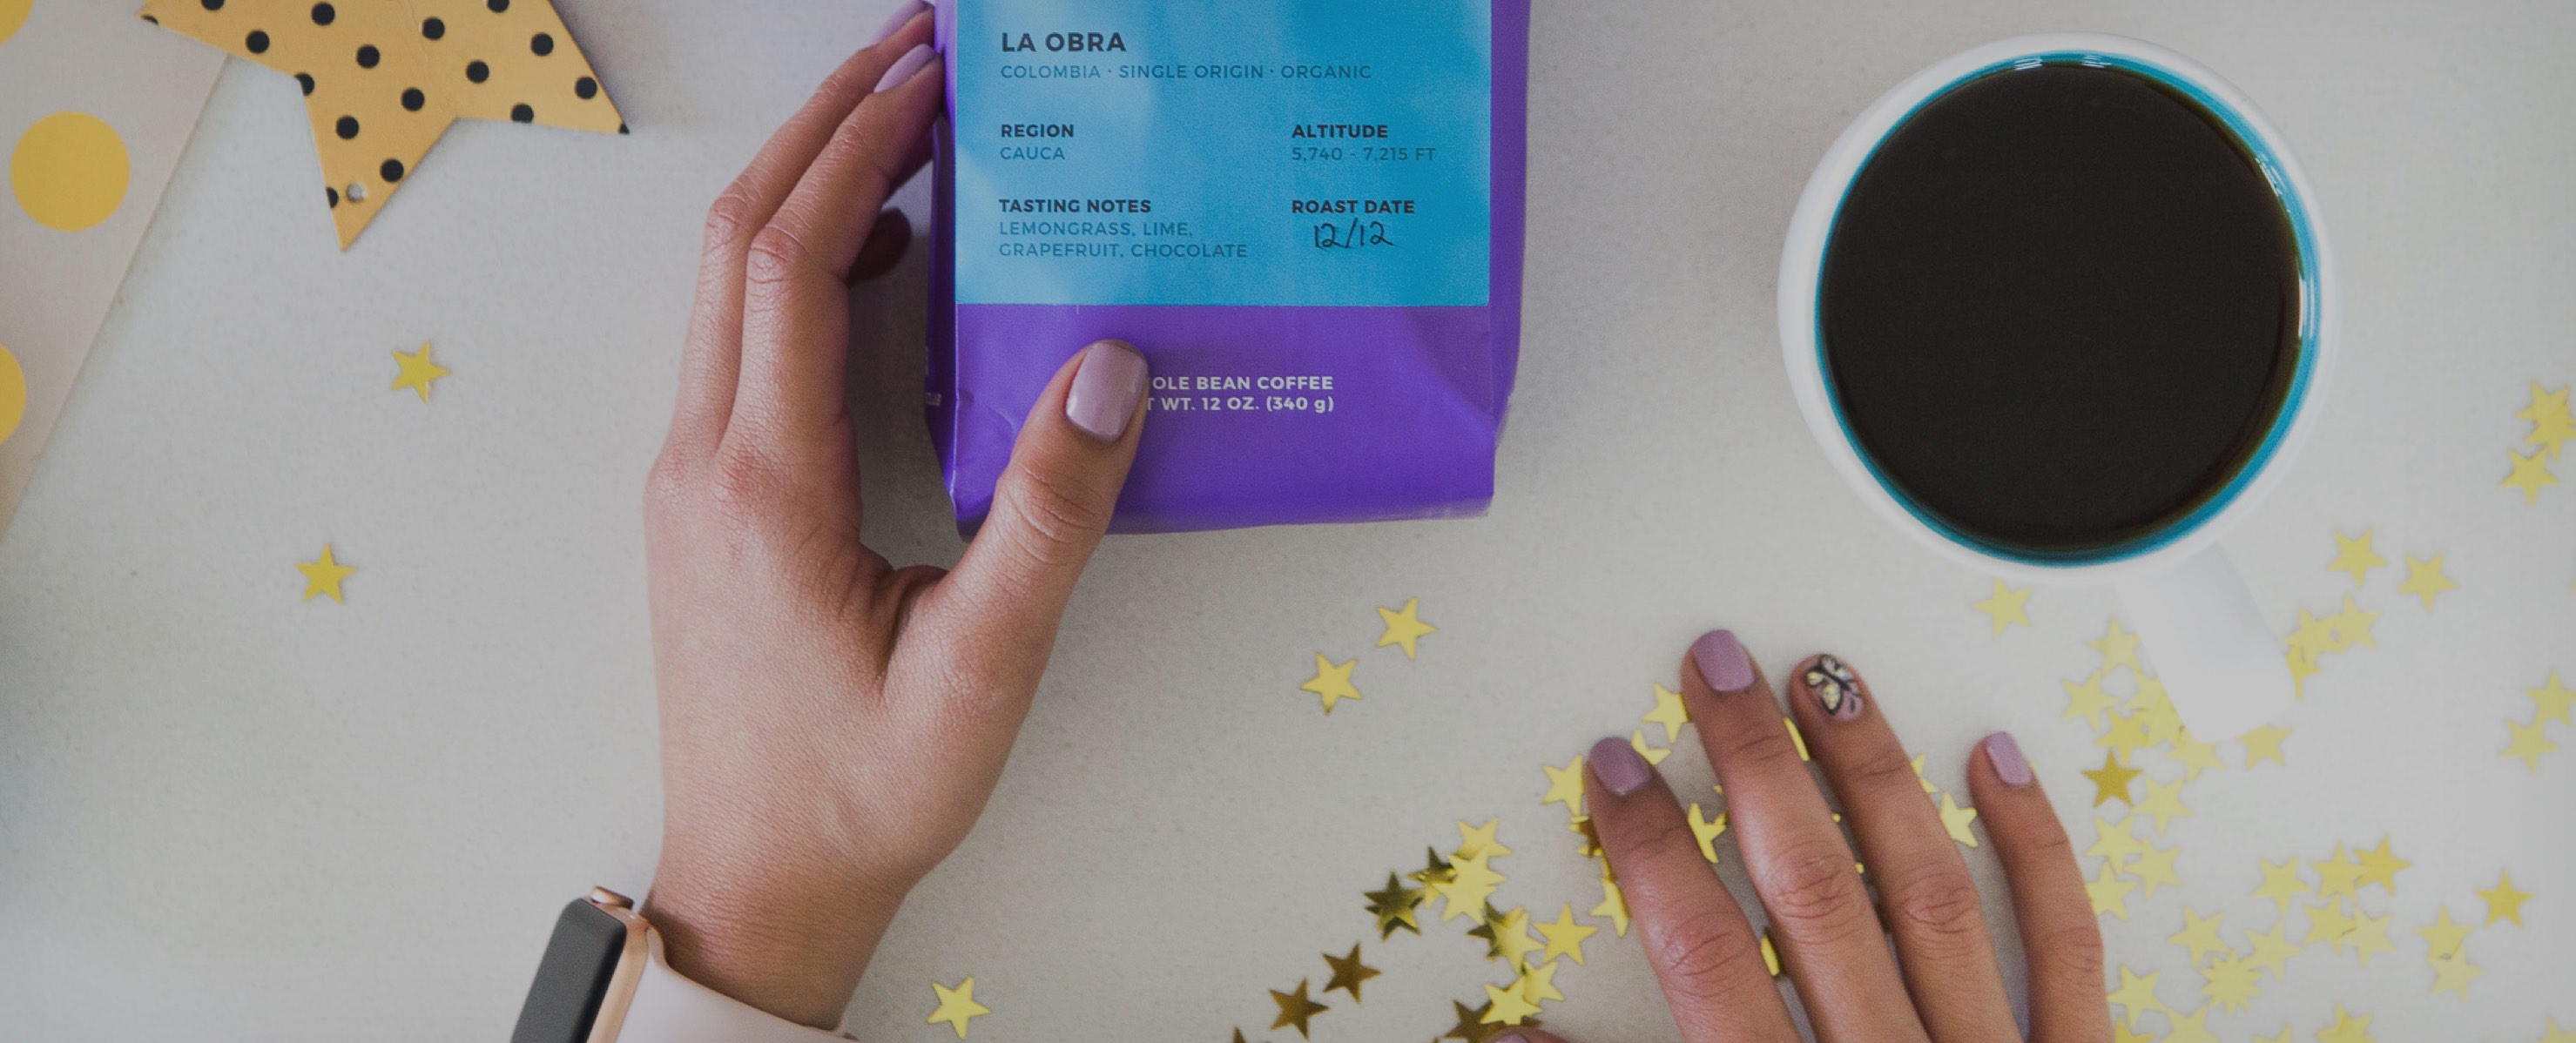 LA OBRA
COLOMBIA · SINGLE ORIGIN · ORGANIC
REGION
CAUCA
ALTITUDE
5,740 - 7,215 FT
TASTING NOTES
LEMONGRASS, LIME,
GRAPEFRUIT, CHOCOLATE
ROAST DATE
12/12
BEAN COFFEE
WT. 12 OZ. (340 g)